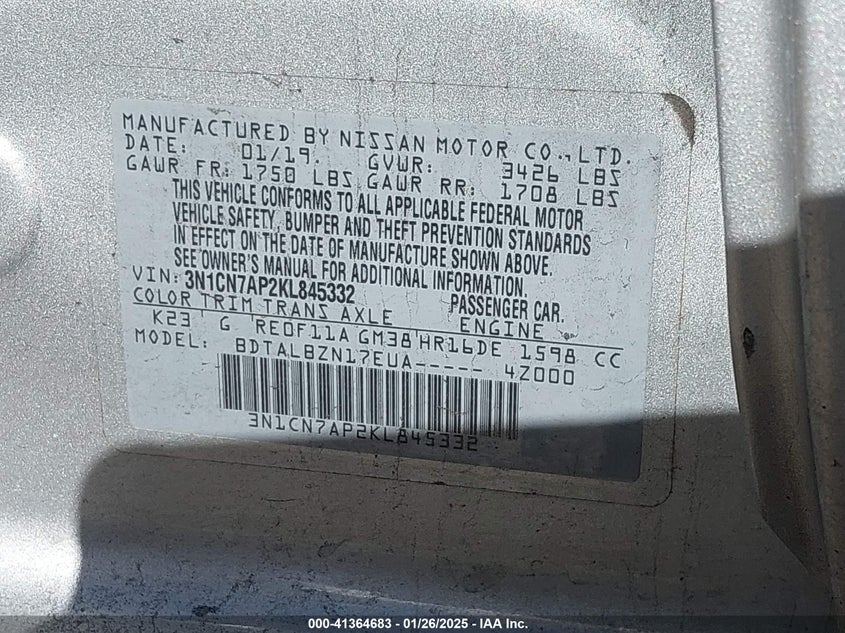 MANUFACTURED BY NISSAN MOTOR CO., LTD.
DATE: 01/19. GVWR: 3426 LBS
GAWR FR: 1750 LBS GAWR RR: 1708 LBS
THIS VEHICLE CONFORMS TO ALL APPLICABLE FEDERAL MOTOR
VEHICLE SAFETY, BUMPER AND THEFT PREVENTION STANDARDS
IN EFFECT ON THE DATE OF MANUFACTURE SHOWN ABOVE.
SEE OWNER'S MANUAL FOR ADDITIONAL INFORMATION.
VIN: 3N1CN7AP2KL845332 PASSENGER CAR.
COLOR TRIM TRANS AXLE ENGINE
K23 G RE0F11A GM38 HR16DE 1598 CC
MODEL: BDTALBZN17EUA----- 4Z000
3N1CN7AP2KL845332
000-41364683 / 01/26/2025 - IAA Inc.